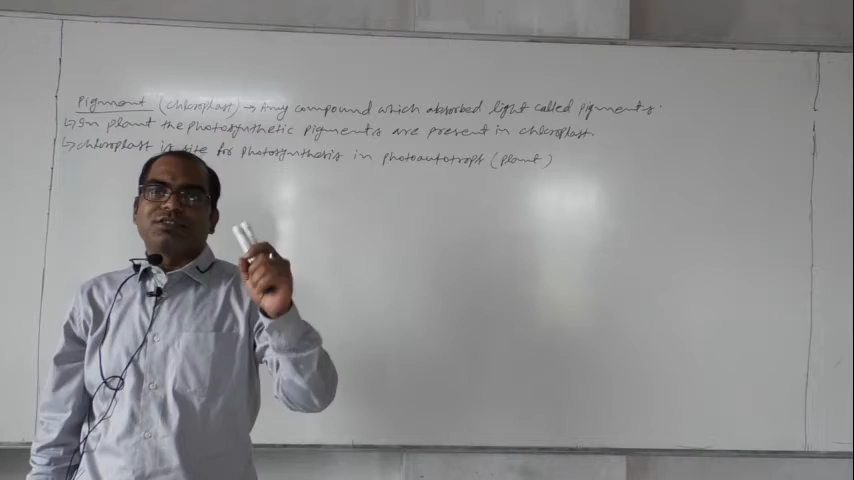 Pigment (chloroplast) → Any compound which absorbed light called pigments.
↳ In plant the photosynthetic pigments are present in chloroplast.
↳ chloroplast is site for photosynthesis in photoautotrops (plant)